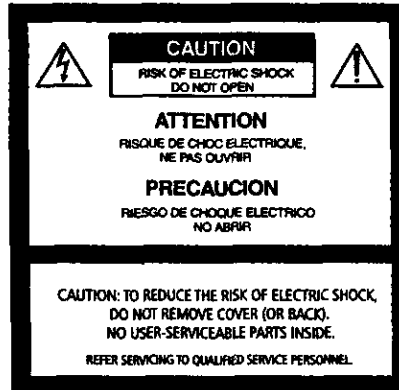 CAUTION
RISK OF ELECTRIC SHOCK
DO NOT OPEN
ATTENTION
RISQUE DE CHOC ELECTRIQUE,
NE PAS OUVRIR
PRECAUCION
RIESGO DE CHOQUE ELECTRICO
NO ABRIR
CAUTION: TO REDUCE THE RISK OF ELECTRIC SHOCK,
DO NOT REMOVE COVER (OR BACK).
NO USER-SERVICEABLE PARTS INSIDE.
REFER SERVICING TO QUALIFIED SERVICE PERSONNEL.